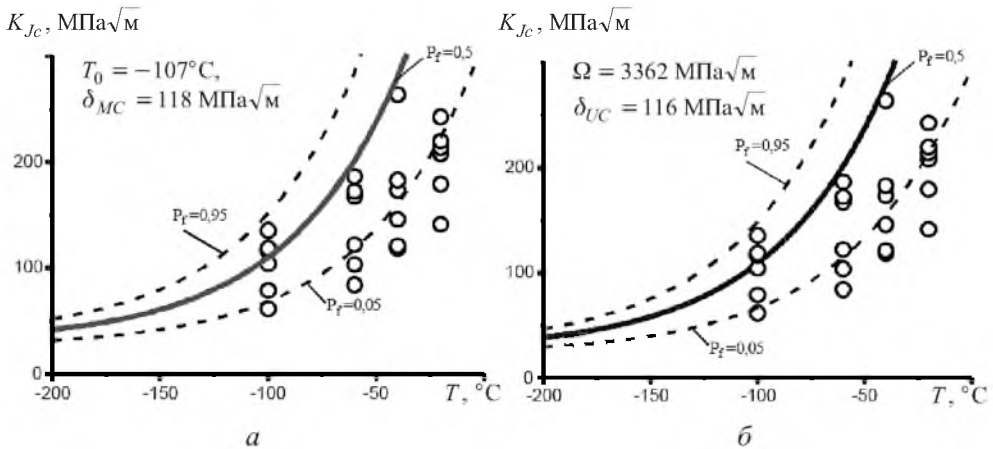 K_Jc, МПа√м
T₀ = −107°C,
δ_MC = 118 МПа√м
P_f=0,5
200
P_f=0,95
100
P_f=0,05
0
-200 -150 -100 -50 T, °C
а
K_Jc, МПа√м
Ω = 3362 МПа√м
δ_UC = 116 МПа√м
P_f=0,5
200
P_f=0,95
100
P_f=0,05
0
-200 -150 -100 -50 T, °C
б